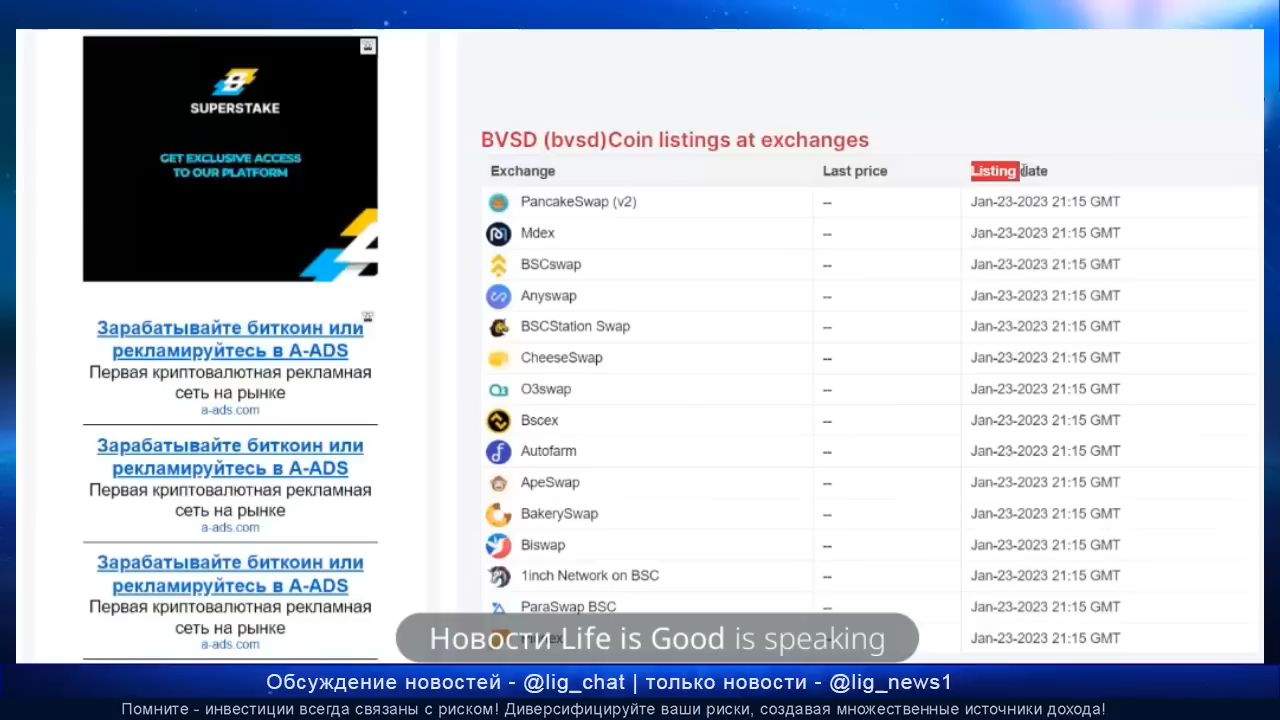 SUPERSTAKE
GET EXCLUSIVE ACCESS
TO OUR PLATFORM
Зарабатывайте биткоин или
рекламируйтесь в A-ADS
Первая криптовалютная рекламная
сеть на рынке
a-ads.com
Зарабатывайте биткоин или
рекламируйтесь в A-ADS
Первая криптовалютная рекламная
сеть на рынке
a-ads.com
Зарабатывайте биткоин или
рекламируйтесь в A-ADS
Первая криптовалютная рекламная
сеть на рынке
a-ads.com
BVSD (bvsd)Coin listings at exchanges
Exchange Last price Listing date
PancakeSwap (v2) -- Jan-23-2023 21:15 GMT
Mdex -- Jan-23-2023 21:15 GMT
BSCswap -- Jan-23-2023 21:15 GMT
Anyswap -- Jan-23-2023 21:15 GMT
BSCStation Swap -- Jan-23-2023 21:15 GMT
CheeseSwap -- Jan-23-2023 21:15 GMT
O3swap -- Jan-23-2023 21:15 GMT
Bscex -- Jan-23-2023 21:15 GMT
Autofarm -- Jan-23-2023 21:15 GMT
ApeSwap -- Jan-23-2023 21:15 GMT
BakerySwap -- Jan-23-2023 21:15 GMT
Biswap -- Jan-23-2023 21:15 GMT
1inch Network on BSC -- Jan-23-2023 21:15 GMT
ParaSwap BSC -- Jan-23-2023 21:15 GMT
-- Jan-23-2023 21:15 GMT
Новости Life is Good is speaking
Обсуждение новостей - @lig_chat | только новости - @lig_news1
Помните - инвестиции всегда связаны с риском! Диверсифицируйте ваши риски, создавая множественные источники дохода!